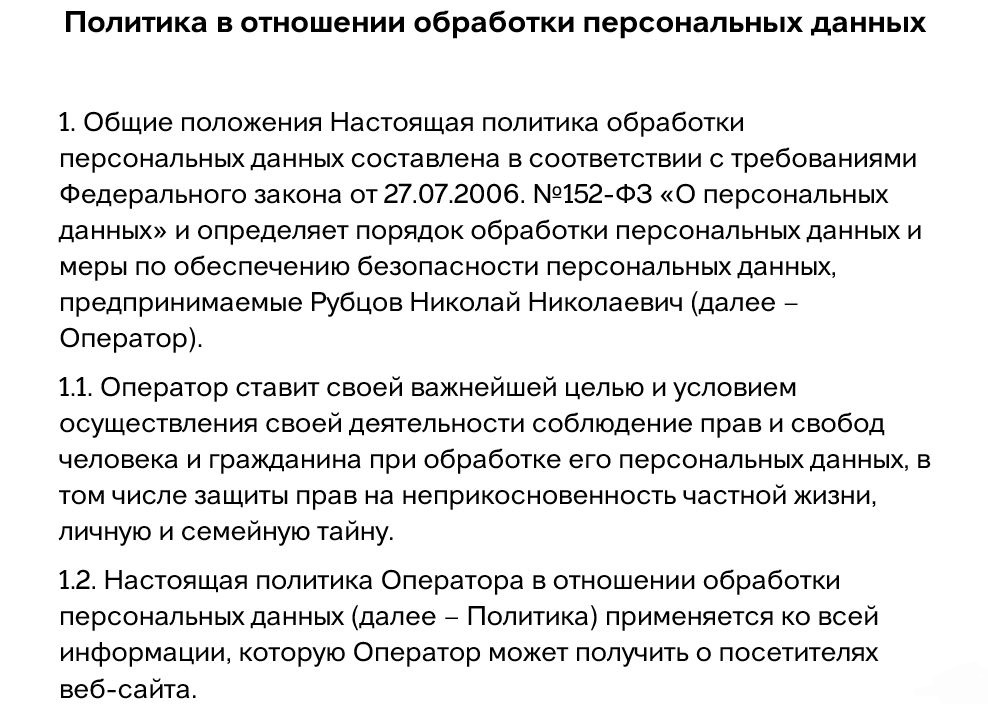 Политика в отношении обработки персональных данных
1. Общие положения Настоящая политика обработки
персональных данных составлена в соответствии с требованиями
Федерального закона от 27.07.2006. №152-ФЗ «О персональных
данных» и определяет порядок обработки персональных данных и
меры по обеспечению безопасности персональных данных,
предпринимаемые Рубцов Николай Николаевич (далее –
Оператор).
1.1. Оператор ставит своей важнейшей целью и условием
осуществления своей деятельности соблюдение прав и свобод
человека и гражданина при обработке его персональных данных, в
том числе защиты прав на неприкосновенность частной жизни,
личную и семейную тайну.
1.2. Настоящая политика Оператора в отношении обработки
персональных данных (далее – Политика) применяется ко всей
информации, которую Оператор может получить о посетителях
веб-сайта.